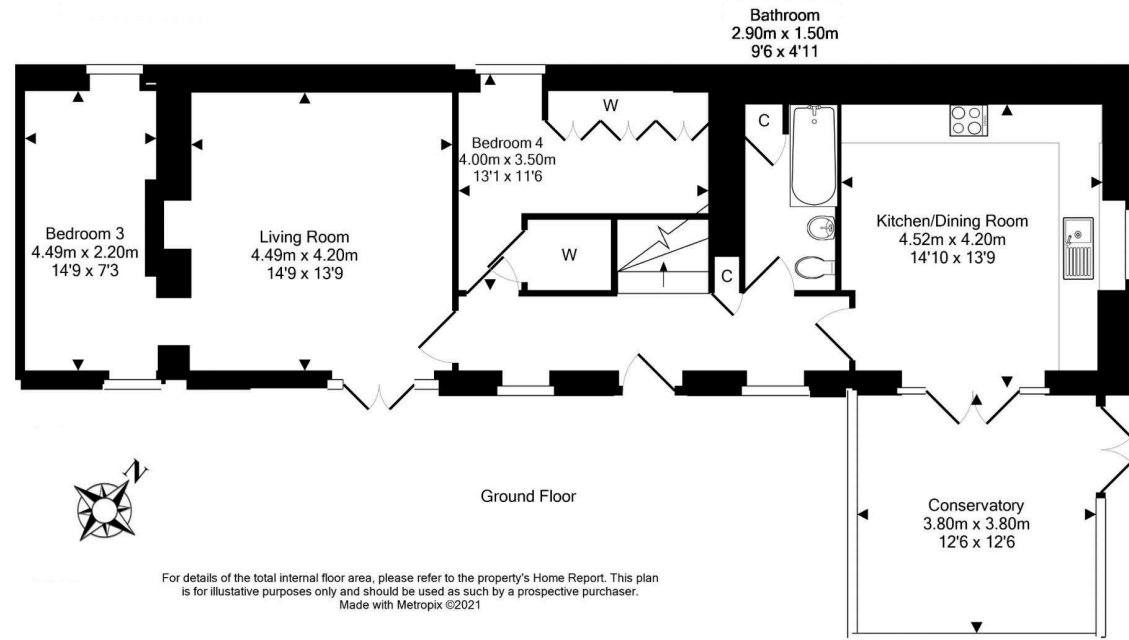 Bathroom
2.90m x 1.50m
9'6 x 4'11
W
C
Bedroom 4
4.00m x 3.50m
13'1 x 11'6
Bedroom 3
4.49m x 2.20m
14'9 x 7'3
Living Room
4.49m x 4.20m
14'9 x 13'9
Kitchen/Dining Room
4.52m x 4.20m
14'10 x 13'9
W
C
N
Ground Floor
Conservatory
3.80m x 3.80m
12'6 x 12'6
For details of the total internal floor area, please refer to the property's Home Report. This plan
is for illustative purposes only and should be used as such by a prospective purchaser.
Made with Metropix ©2021